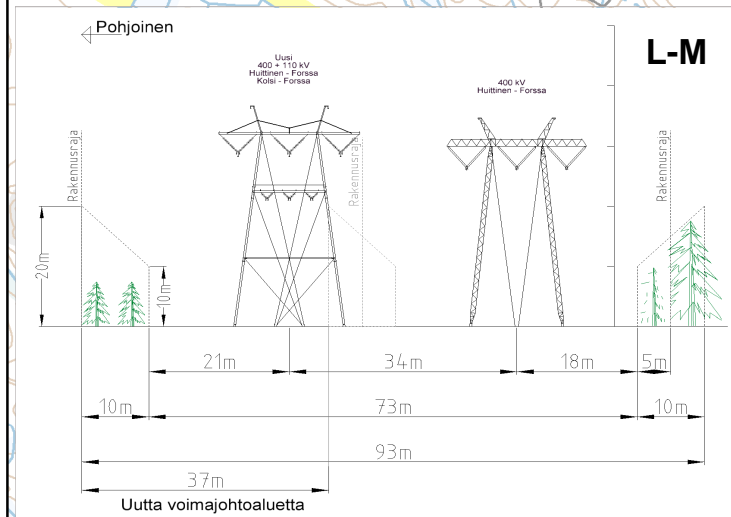 Pohjoinen
L-M
Uusi
400 + 110 kV
Huittinen - Forssa
Kolsi - Forssa
400 kV
Huittinen - Forssa
Rakennusraja
Rakennusraja
Rakennusraja
20m
10m
21m
34m
18m
5m
10m
73m
10m
93m
37m
Uutta voimajohtoaluetta